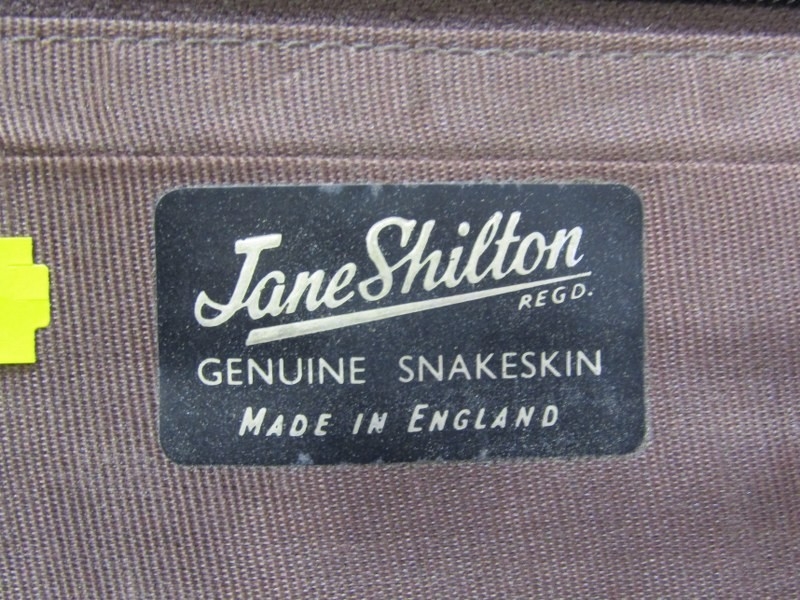 Jane Shilton
REGD.
GENUINE SNAKESKIN
MADE IN ENGLAND